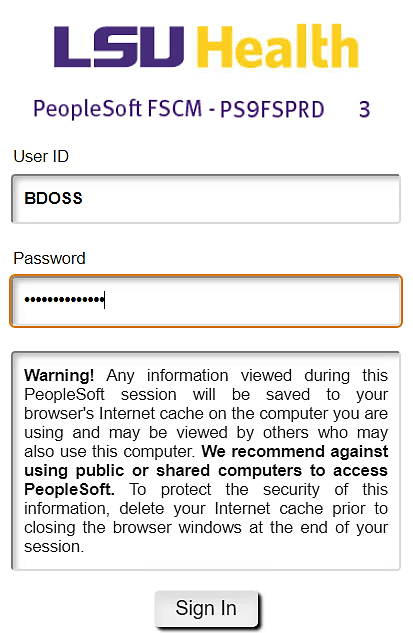 LSU Health
PeopleSoft FSCM - PS9FSPRD 3
User ID
BDOSS
Password
••••••••••••••
Warning! Any information viewed during this
PeopleSoft session will be saved to your
browser's Internet cache on the computer you are
using and may be viewed by others who may
also use this computer. We recommend against
using public or shared computers to access
PeopleSoft. To protect the security of this
information, delete your Internet cache prior to
closing the browser windows at the end of your
session.
Sign In